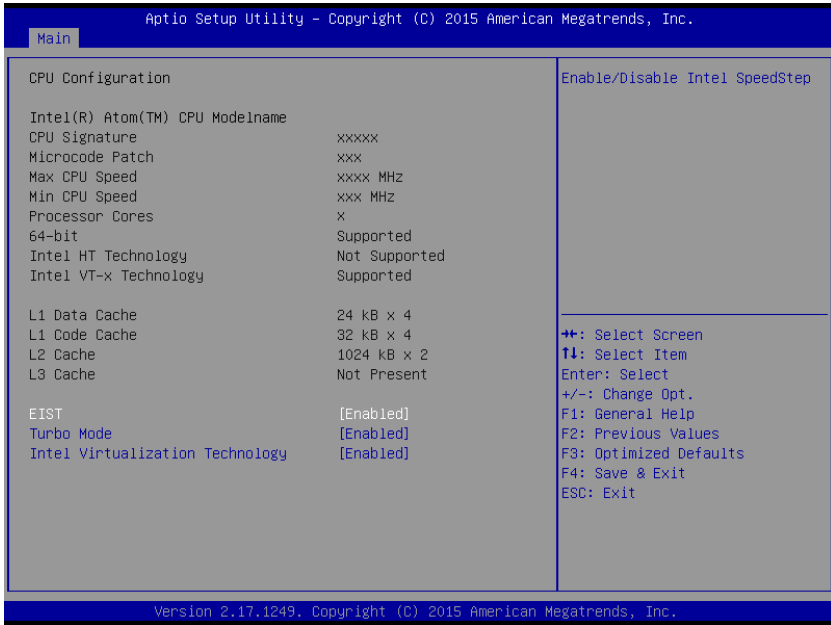 Aptio Setup Utility – Copyright (C) 2015 American Megatrends, Inc.
Main
CPU Configuration
Intel(R) Atom(TM) CPU Modelname
CPU Signature xxxxx
Microcode Patch xxx
Max CPU Speed xxxx MHz
Min CPU Speed xxx MHz
Processor Cores x
64-bit Supported
Intel HT Technology Not Supported
Intel VT-x Technology Supported
L1 Data Cache 24 kB x 4
L1 Code Cache 32 kB x 4
L2 Cache 1024 kB x 2
L3 Cache Not Present
EIST [Enabled]
Turbo Mode [Enabled]
Intel Virtualization Technology [Enabled]
Enable/Disable Intel SpeedStep
→←: Select Screen
↑↓: Select Item
Enter: Select
+/-: Change Opt.
F1: General Help
F2: Previous Values
F3: Optimized Defaults
F4: Save & Exit
ESC: Exit
Version 2.17.1249. Copyright (C) 2015 American Megatrends, Inc.